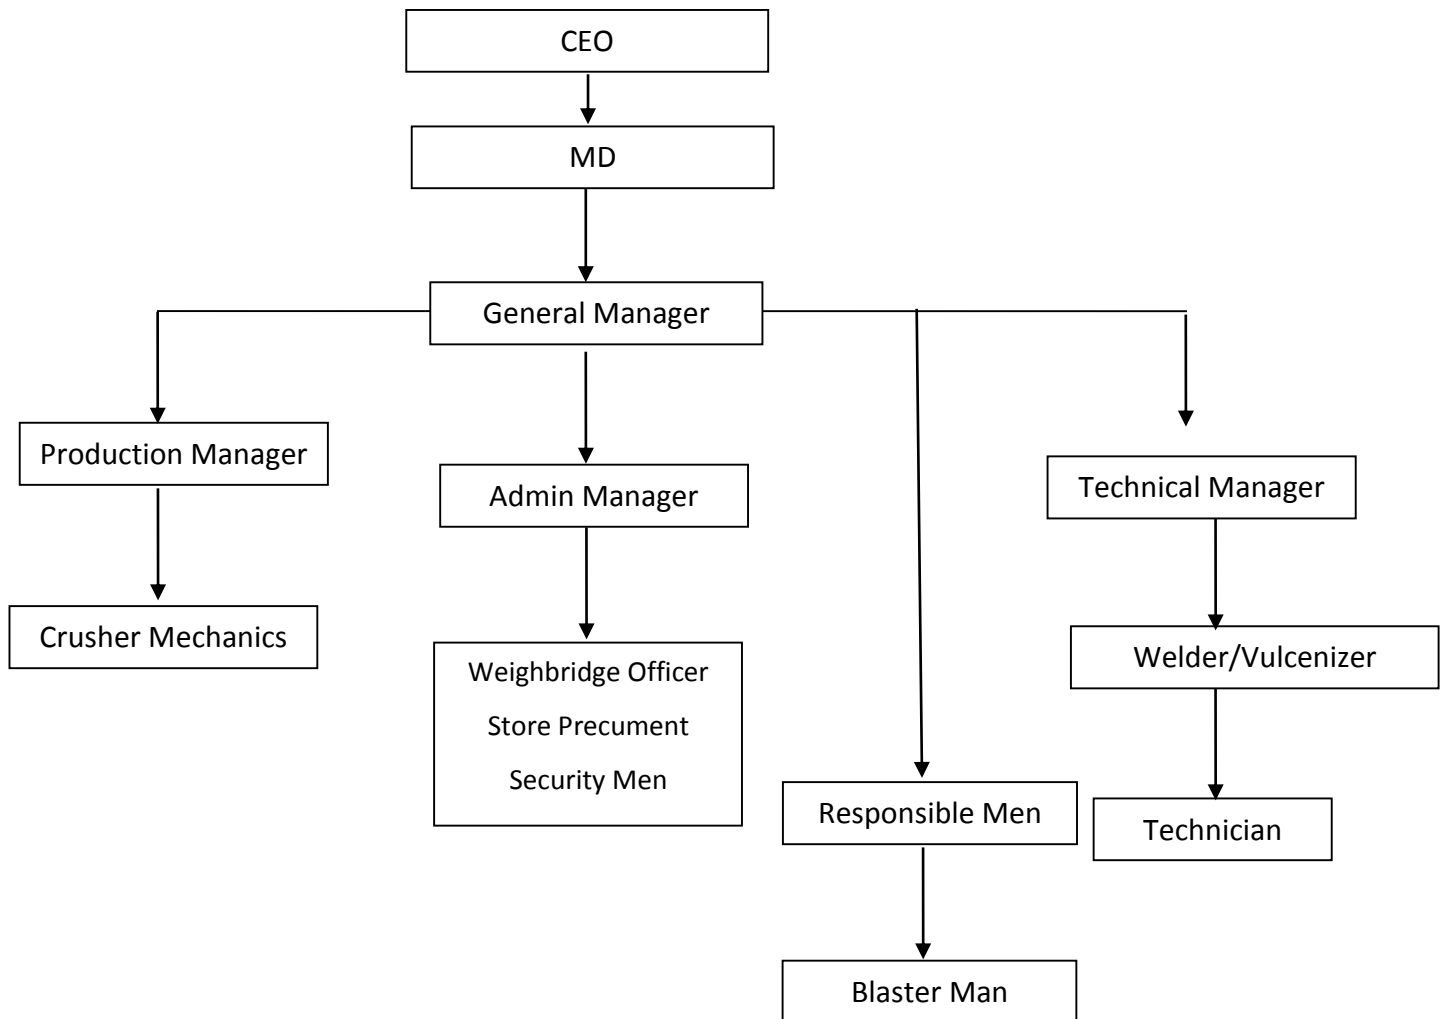 CEO
MD
General Manager
Production Manager
Admin Manager
Technical Manager
Crusher Mechanics
Weighbridge Officer
Store Precument
Security Men
Welder/Vulcenizer
Responsible Men
Technician
Blaster Man